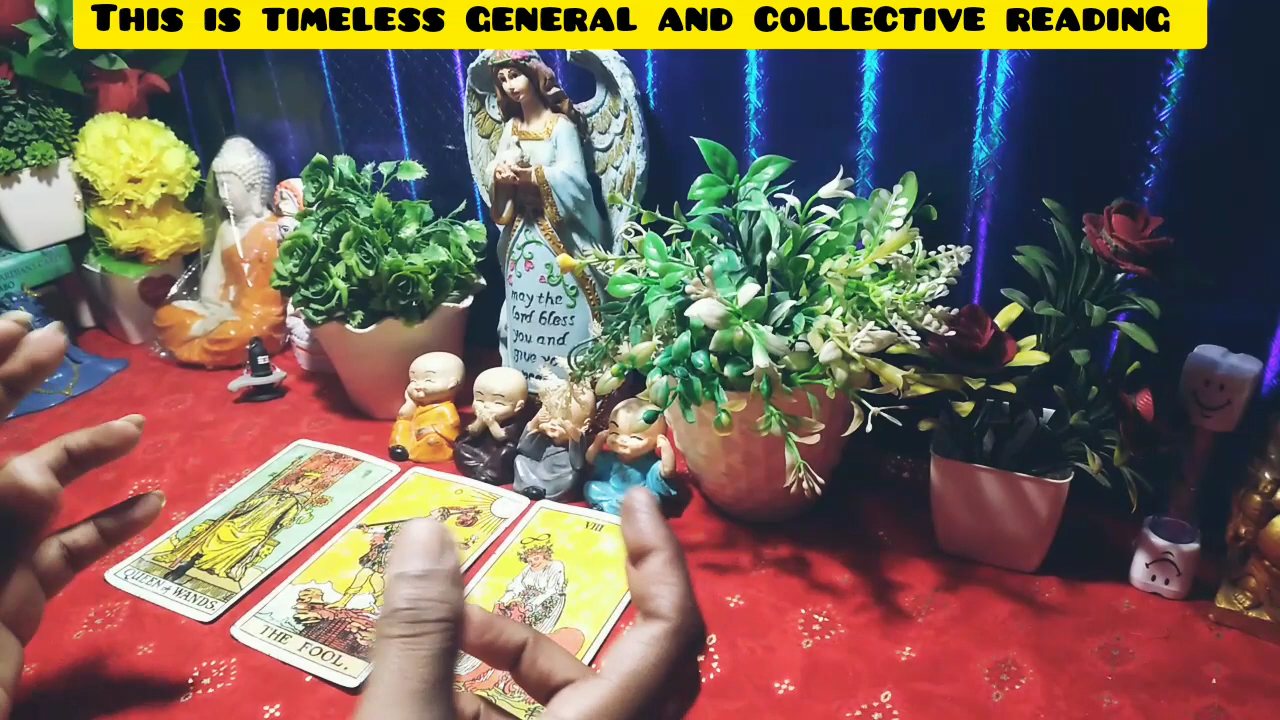 This is timeless general and collective reading
may the
lord bless
you and
give
QUEEN of WANDS.
THE FOOL.
VIII